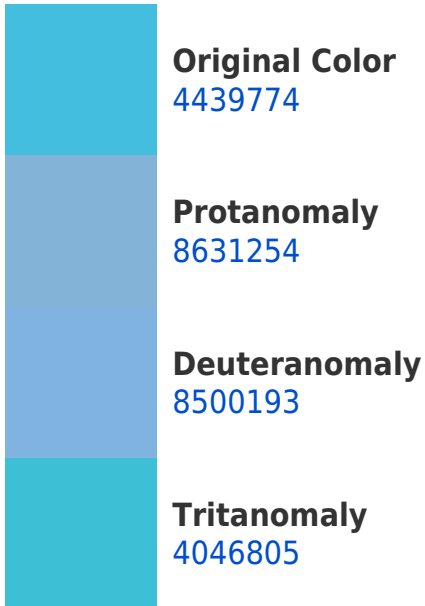 Original Color
4439774
Protanomaly
8631254
Deuteranomaly
8500193
Tritanomaly
4046805